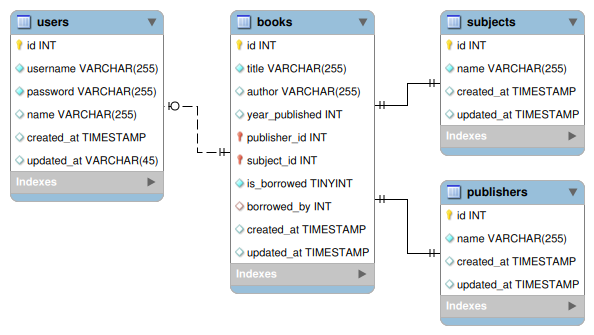 users
id INT
username VARCHAR(255)
password VARCHAR(255)
name VARCHAR(255)
created_at TIMESTAMP
updated_at VARCHAR(45)
Indexes
books
id INT
title VARCHAR(255)
author VARCHAR(255)
year_published INT
publisher_id INT
subject_id INT
is_borrowed TINYINT
borrowed_by INT
created_at TIMESTAMP
updated_at TIMESTAMP
Indexes
subjects
id INT
name VARCHAR(255)
created_at TIMESTAMP
updated_at TIMESTAMP
Indexes
publishers
id INT
name VARCHAR(255)
created_at TIMESTAMP
updated_at TIMESTAMP
Indexes